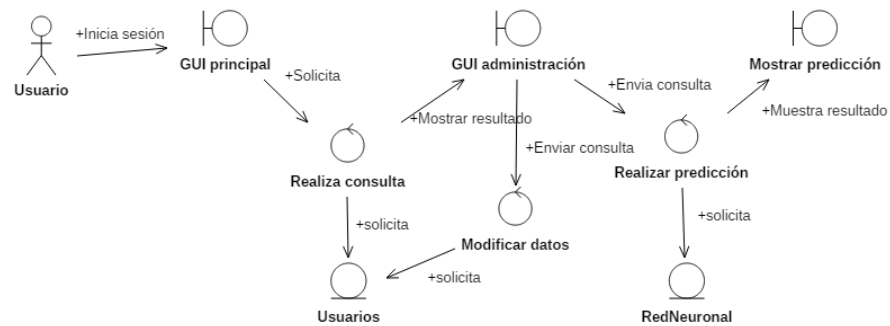 +Inicia sesión
GUI principal
GUI administración
Mostrar predicción
Usuario
+Solicita
+Envia consulta
+Mostrar resultado
+Muestra resultado
+Enviar consulta
Realiza consulta
Realizar predicción
+solicita
+solicita
Modificar datos
+solicita
Usuarios
RedNeuronal